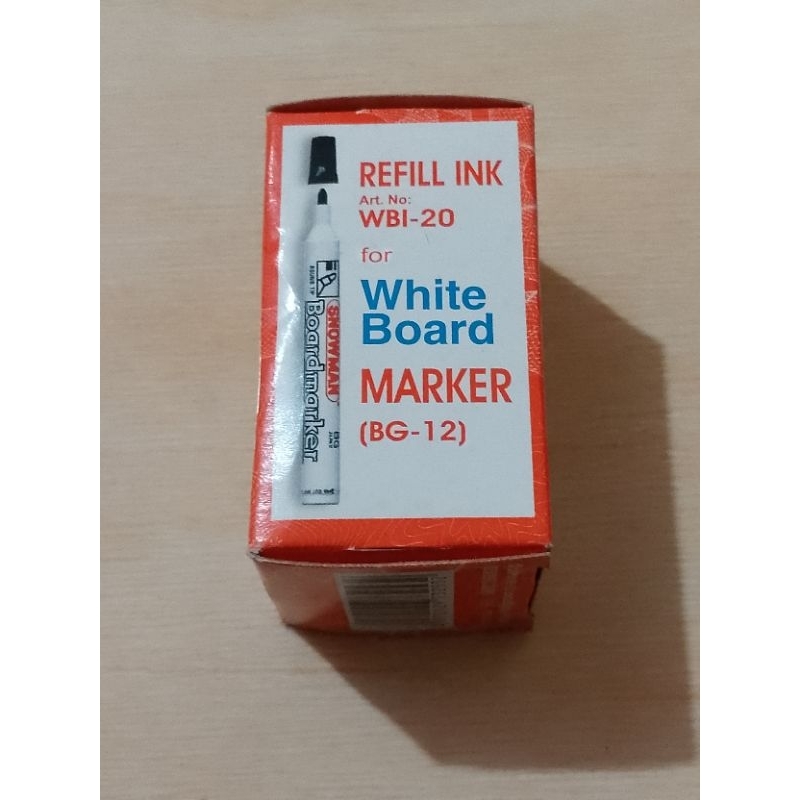 REFILL INK
Art. No:
WBI-20
for
White
Board
MARKER
(BG-12)
SNOWMAN
Boardmarker